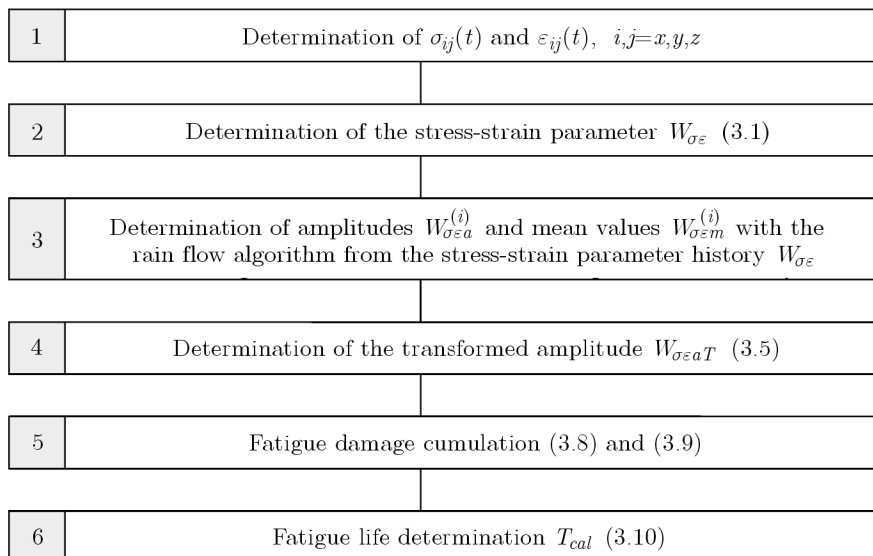 1 Determination of σij(t) and εij(t), i,j=x,y,z
2 Determination of the stress-strain parameter Wσε (3.1)
3 Determination of amplitudes W(i)σεa and mean values W(i)σεm with the
rain flow algorithm from the stress-strain parameter history Wσε
4 Determination of the transformed amplitude WσεaT (3.5)
5 Fatigue damage cumulation (3.8) and (3.9)
6 Fatigue life determination Tcal (3.10)